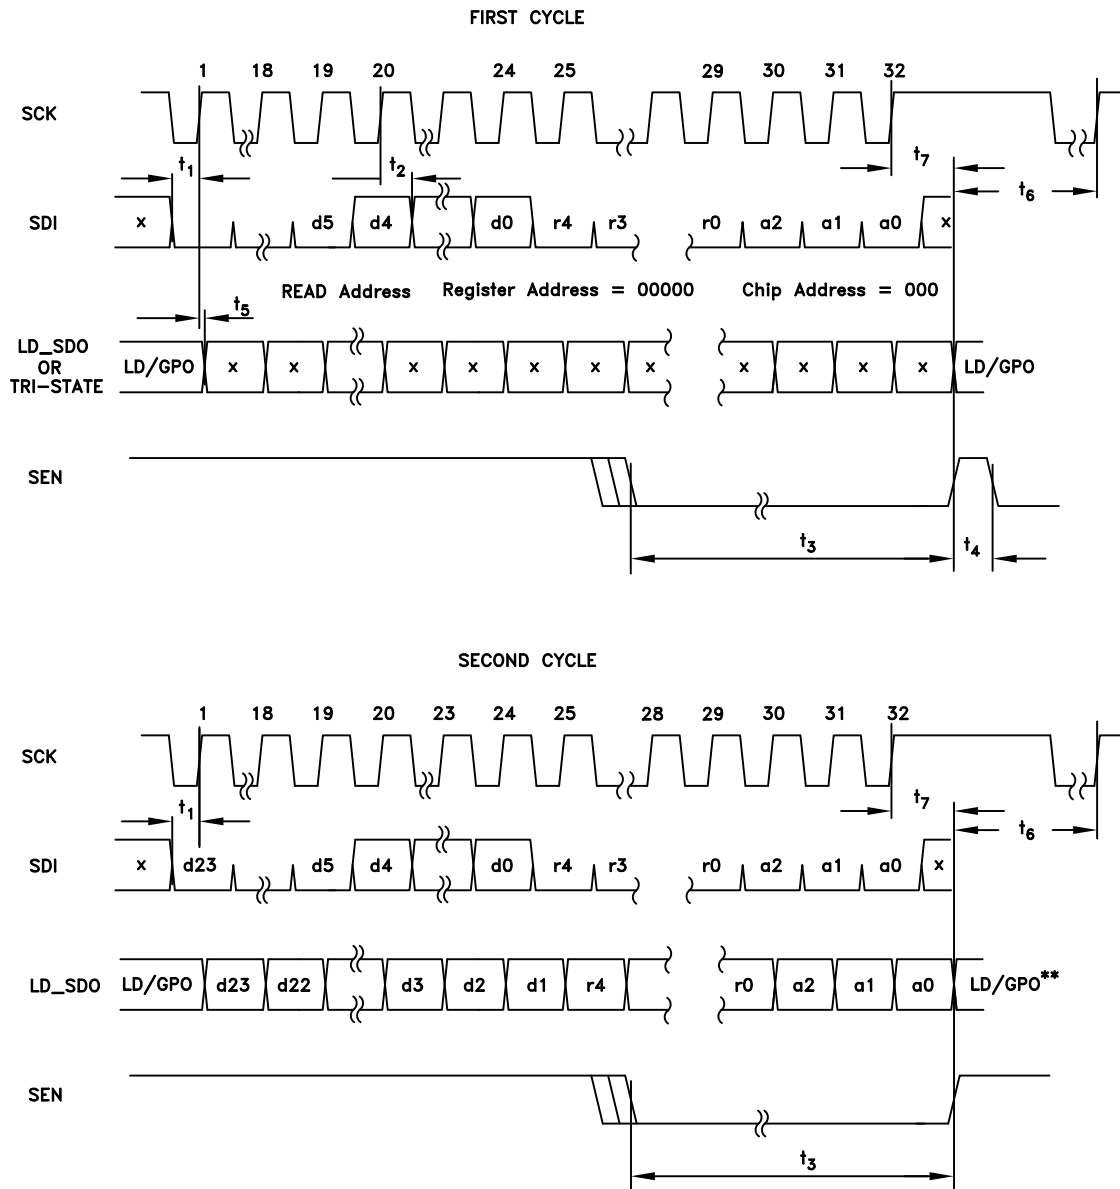 FIRST CYCLE
1 18 19 20 24 25 29 30 31 32
SCK
t1 t2 t7 t6
SDI x d5 d4 d0 r4 r3 r0 a2 a1 a0 x
READ Address Register Address = 00000 Chip Address = 000
t5
LD_SDO
OR
TRI-STATE
LD/GPO x x x x x x x x x x x LD/GPO
SEN
t3 t4
SECOND CYCLE
1 18 19 20 23 24 25 28 29 30 31 32
SCK
t1 t7 t6
SDI x d23 d5 d4 d0 r4 r3 r0 a2 a1 a0 x
LD_SDO LD/GPO d23 d22 d3 d2 d1 r4 r0 a2 a1 a0 LD/GPO**
SEN
t3